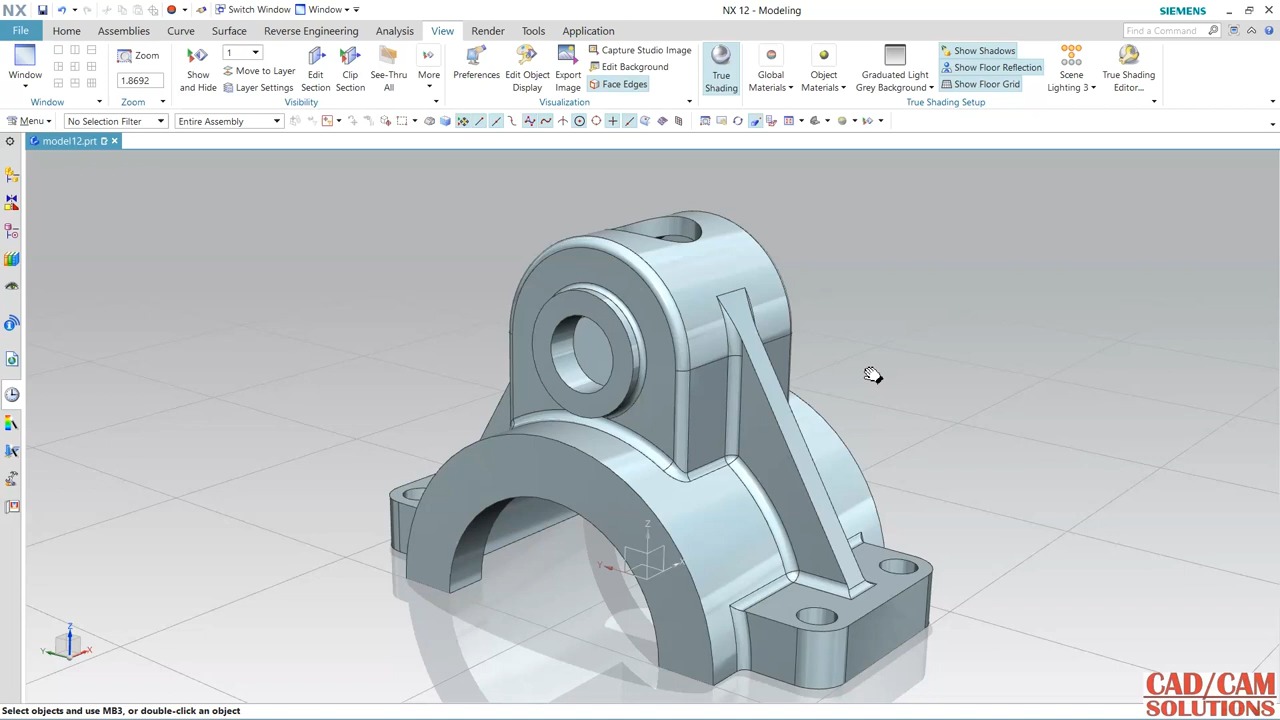 NX
Switch Window
Window
NX 12 - Modeling
SIEMENS
File
Home
Assemblies
Curve
Surface
Reverse Engineering
Analysis
View
Render
Tools
Application
Find a Command
Window
Zoom
1.8692
Show and Hide
1
Move to Layer
Layer Settings
Edit Section
Clip Section
See-Thru All
More
Preferences
Edit Object Display
Export Image
Capture Studio Image
Edit Background
Face Edges
True Shading
Global Materials
Object Materials
Graduated Light Grey Background
Show Shadows
Show Floor Reflection
Show Floor Grid
Scene Lighting 3
True Shading Editor...
Window
Zoom
Visibility
Visualization
True Shading Setup
Menu
No Selection Filter
Entire Assembly
model12.prt
Z
Y
Z
Y
X
Select objects and use MB3, or double-click an object
CAD/CAM
SOLUTIONS